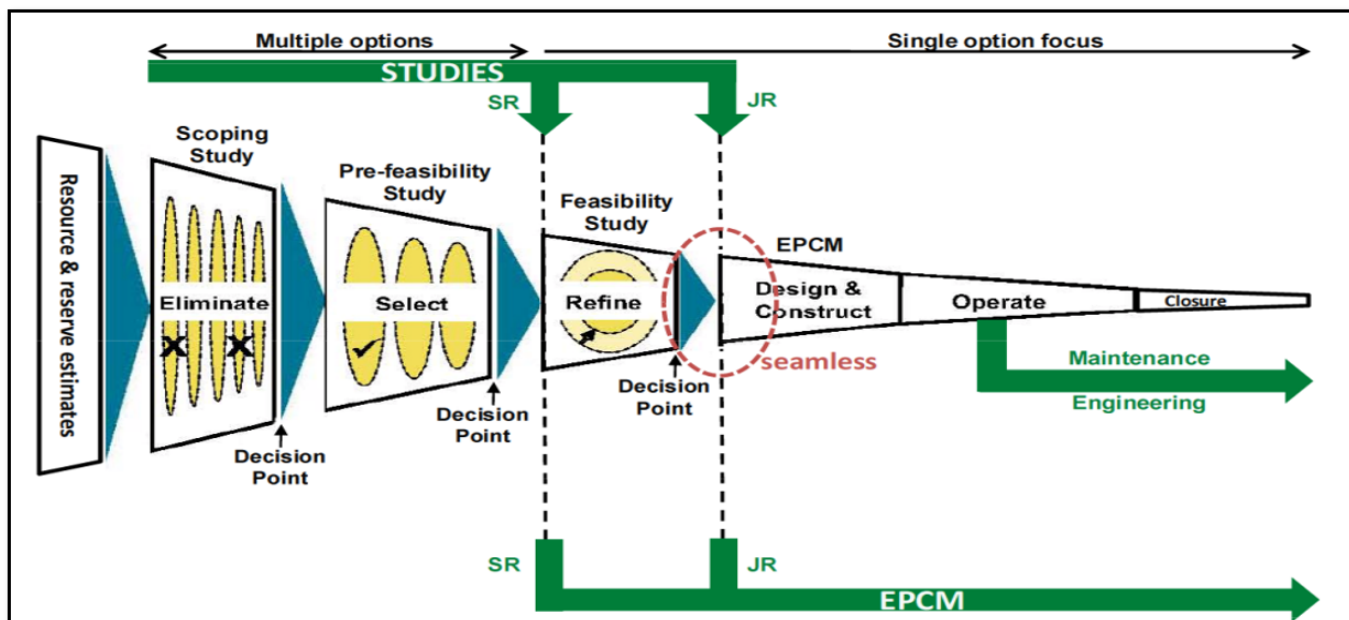 Multiple options
Single option focus
STUDIES
SR
JR
Scoping
Study
Pre-feasibility
Study
Feasibility
Study
EPCM
Resource & reserve estimates
Eliminate
Select
Refine
Design &
Construct
Operate
Closure
seamless
Decision
Point
Decision
Point
Decision
Point
Maintenance
Engineering
SR
JR
EPCM